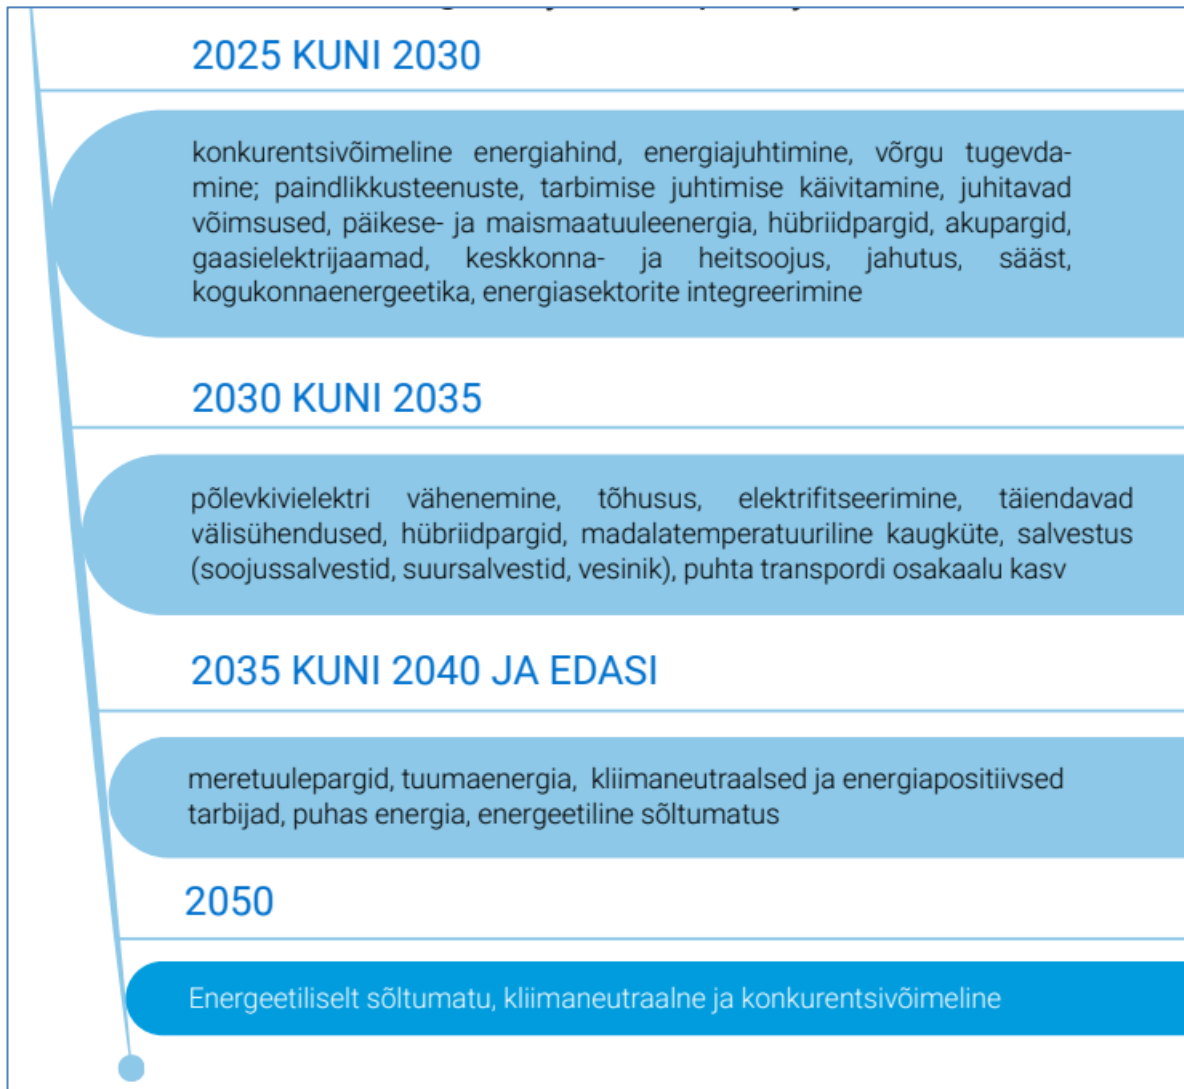 2025 KUNI 2030
konkurentsivõimeline energiahind, energiajuhtimine, võrgu tugevda-
mine; paindlikkusteenuste, tarbimise juhtimise käivitamine, juhitavad
võimsused, päikese- ja maismaatuuleenergia, hübriidpargid, akupargid,
gaasielektrijaamad, keskkonna- ja heitsoojus, jahutus, sääst,
kogukonnaenergeetika, energiasektorite integreerimine
2030 KUNI 2035
põlevkivielektri vähenemine, tõhusus, elektrifitseerimine, täiendavad
välisühendused, hübriidpargid, madalatemperatuuriline kaugküte, salvestus
(soojussalvestid, suursalvestid, vesinik), puhta transpordi osakaalu kasv
2035 KUNI 2040 JA EDASI
meretuulepargid, tuumaenergia, kliimaneutraalsed ja energiapositiivsed
tarbijad, puhas energia, energeetiline sõltumatus
2050
Energeetiliselt sõltumatu, kliimaneutraalne ja konkurentsivõimeline